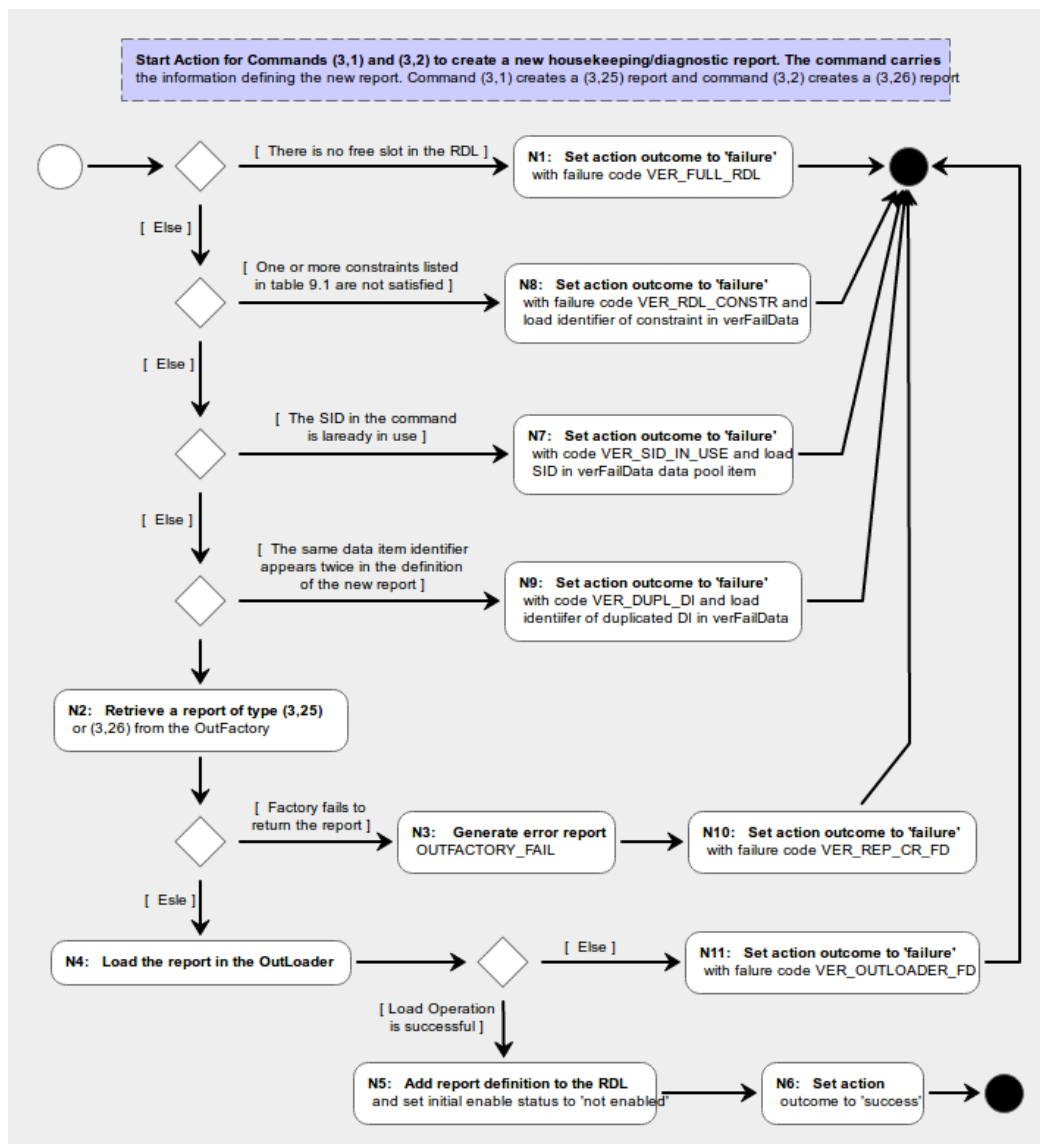 Start Action for Commands (3,1) and (3,2) to create a new housekeeping/diagnostic report. The command carries
the information defining the new report. Command (3,1) creates a (3,25) report and command (3,2) creates a (3,26) report
[ There is no free slot in the RDL ]
N1: Set action outcome to 'failure'
with failure code VER_FULL_RDL
[ Else ]
[ One or more constraints listed
in table 9.1 are not satisfied ]
N8: Set action outcome to 'failure'
with failure code VER_RDL_CONSTR and
load identifier of constraint in verFailData
[ Else ]
[ The SID in the command
is laready in use ]
N7: Set action outcome to 'failure'
with code VER_SID_IN_USE and load
SID in verFailData data pool item
[ Else ]
[ The same data item identifier
appears twice in the definition
of the new report ]
N9: Set action outcome to 'failure'
with code VER_DUPL_DI and load
identiifer of duplicated DI in verFailData
N2: Retrieve a report of type (3,25)
or (3,26) from the OutFactory
[ Factory fails to
return the report ]
N3: Generate error report
OUTFACTORY_FAIL
N10: Set action outcome to 'failure'
with failure code VER_REP_CR_FD
[ Esle ]
N4: Load the report in the OutLoader
[ Else ]
N11: Set action outcome to 'failure'
with falure code VER_OUTLOADER_FD
[ Load Operation
is successful ]
N5: Add report definition to the RDL
and set initial enable status to 'not enabled'
N6: Set action
outcome to 'success'